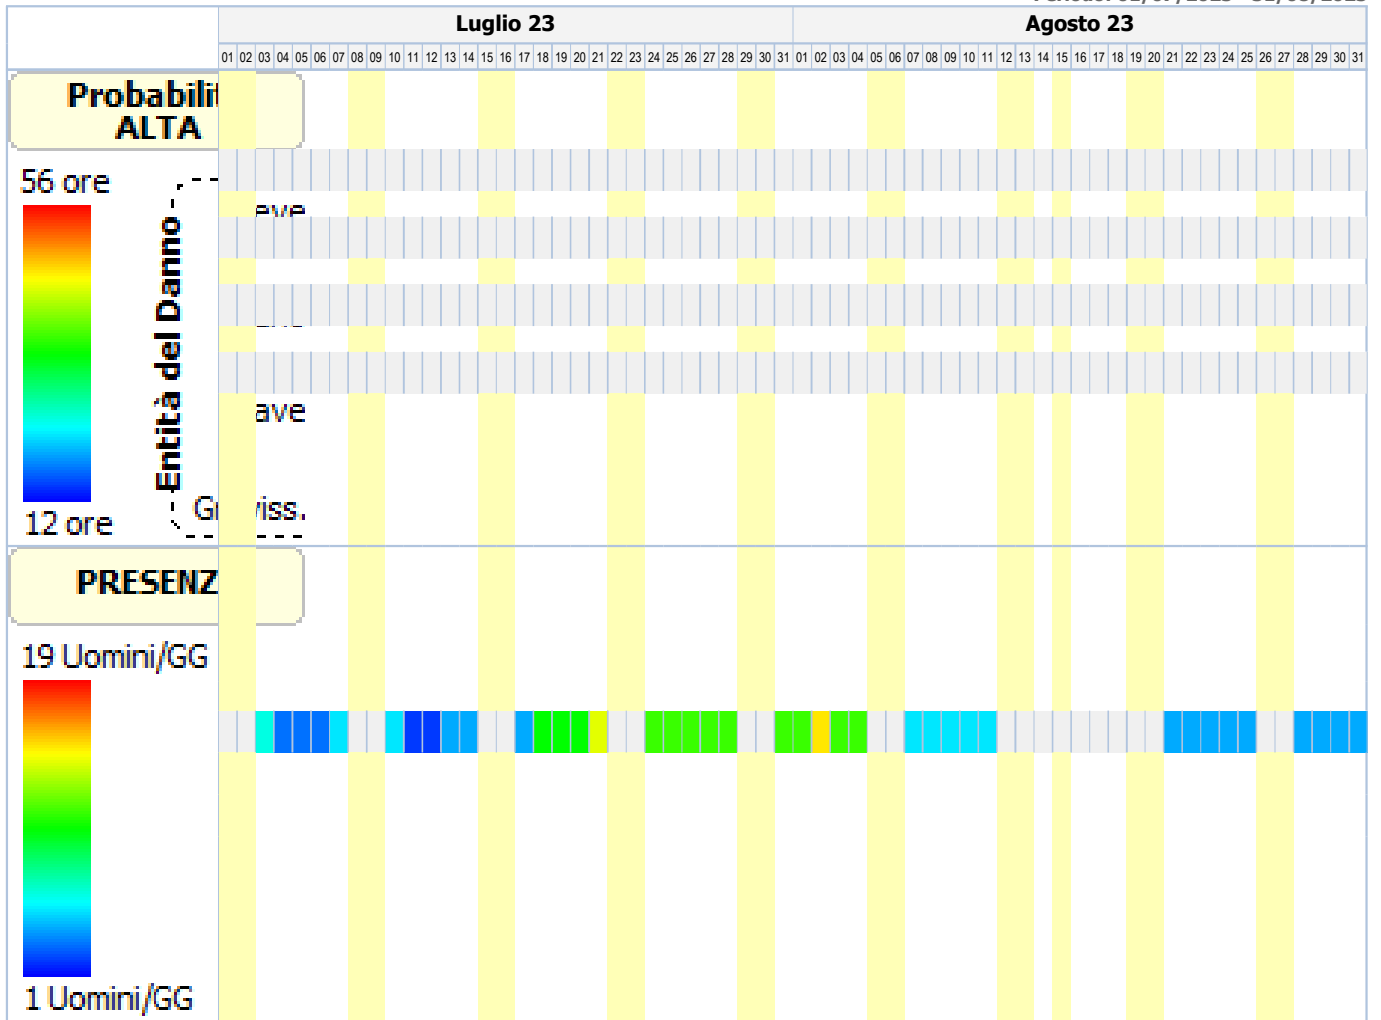 Luglio 23 Agosto 23
01 02 03 04 05 06 07 08 09 10 11 12 13 14 15 16 17 18 19 20 21 22 23 24 25 26 27 28 29 30 31 01 02 03 04 05 06 07 08 09 10 11 12 13 14 15 16 17 18 19 20 21 22 23 24 25 26 27 28 29 30 31
Probabilit
ALTA
56 ore
eve
Entità del Danno
ave
iss.
12 ore
PRESENZ
19 Uomini/GG
1 Uomini/GG